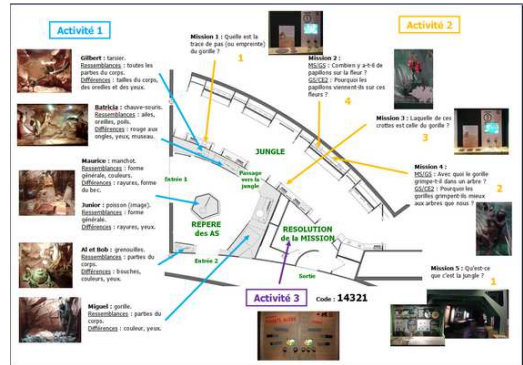 Activité 1
Gilbert : tarsier.
Ressemblances : toutes les
parties du corps.
Différences : tailles du corps,
des oreilles et des yeux.
Batricia : chauve-souris.
Ressemblances : ailes,
oreilles, poils.
Différences : rouge aux
ongles, yeux, museau.
Maurice : manchot.
Ressemblances : forme
générale, couleurs.
Différences : rayures, forme
du bec.
Junior : poisson (image).
Ressemblances : forme
générale.
Différences : rayures, yeux.
Al et Bob : grenouilles.
Ressemblances : parties du
corps.
Différences : bouches,
couleurs, yeux.
Miguel : gorille.
Ressemblances : parties du
corps.
Différences : couleur, yeux.
Mission 1 : Quelle est la
trace de pas (ou empreinte)
du gorille ?
1
Activité 2
Mission 2 :
MS/GS : Combien y a-t-il de
papillons sur la fleur ?
GS/CE2 : Pourquoi les
papillons viennent-ils sur ces
fleurs ?
4
Mission 3 : Laquelle de ces
crottes est celle du gorille ?
3
Mission 4 :
MS/GS : Avec quoi le gorille
grimpe-t-il dans un arbre ?
GS/CE2 : Pourquoi les
gorilles grimpent-ils mieux
aux arbres que nous ?
2
Mission 5 : Qu'est-ce
que c'est la jungle ?
1
JUNGLE
Passage
vers la
jungle
Entrée 1
REPERE
des AS
Entrée 2
RESOLUTION
de la MISSION
Sortie
Activité 3
Code : 14321